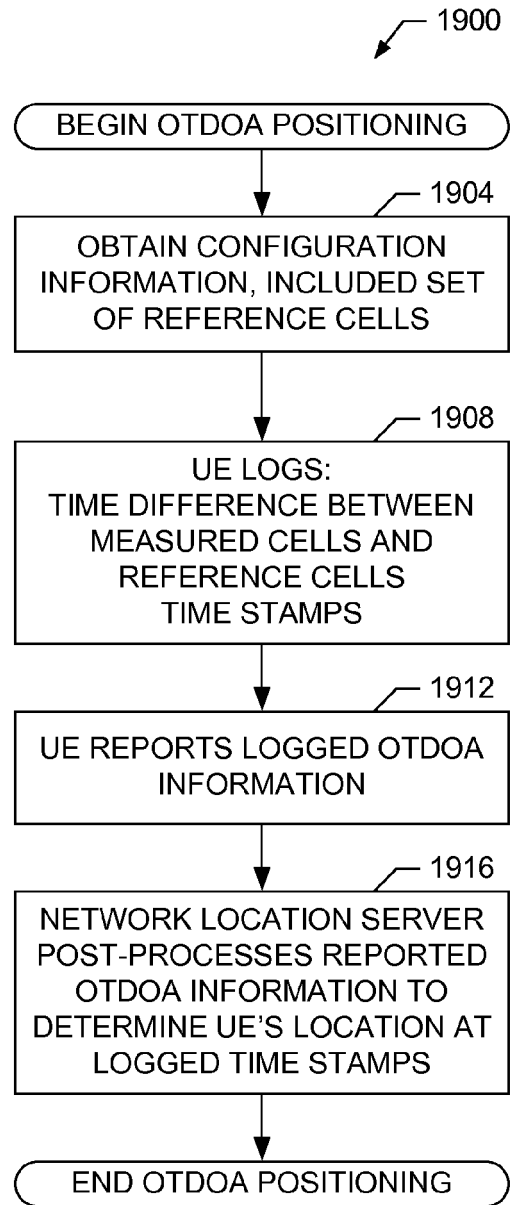 1900
BEGIN OTDOA POSITIONING
1904
OBTAIN CONFIGURATION
INFORMATION, INCLUDED SET
OF REFERENCE CELLS
1908
UE LOGS:
TIME DIFFERENCE BETWEEN
MEASURED CELLS AND
REFERENCE CELLS
TIME STAMPS
1912
UE REPORTS LOGGED OTDOA
INFORMATION
1916
NETWORK LOCATION SERVER
POST-PROCESSES REPORTED
OTDOA INFORMATION TO
DETERMINE UE'S LOCATION AT
LOGGED TIME STAMPS
END OTDOA POSITIONING